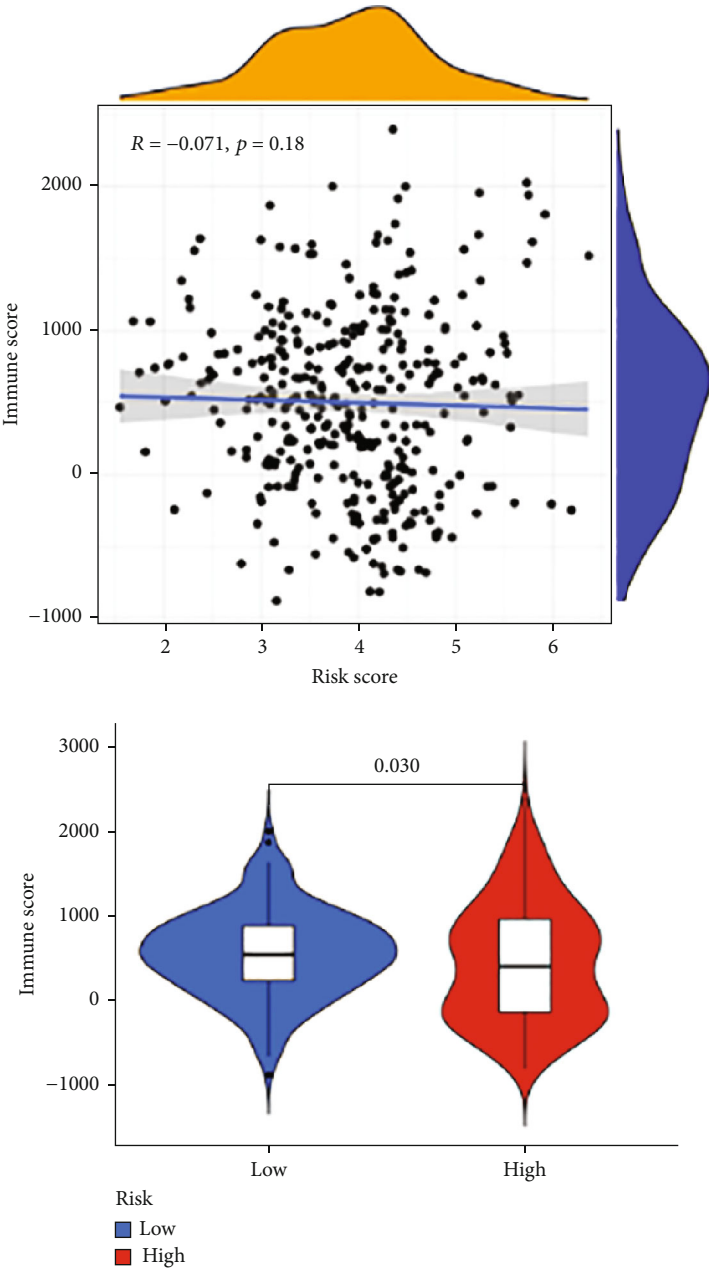 R = −0.071, p = 0.18
2000
1000
0
−1000
Immune score
2 3 4 5 6
Risk score
3000
0.030
2000
1000
0
−1000
Immune score
Low High
Risk
Low
High